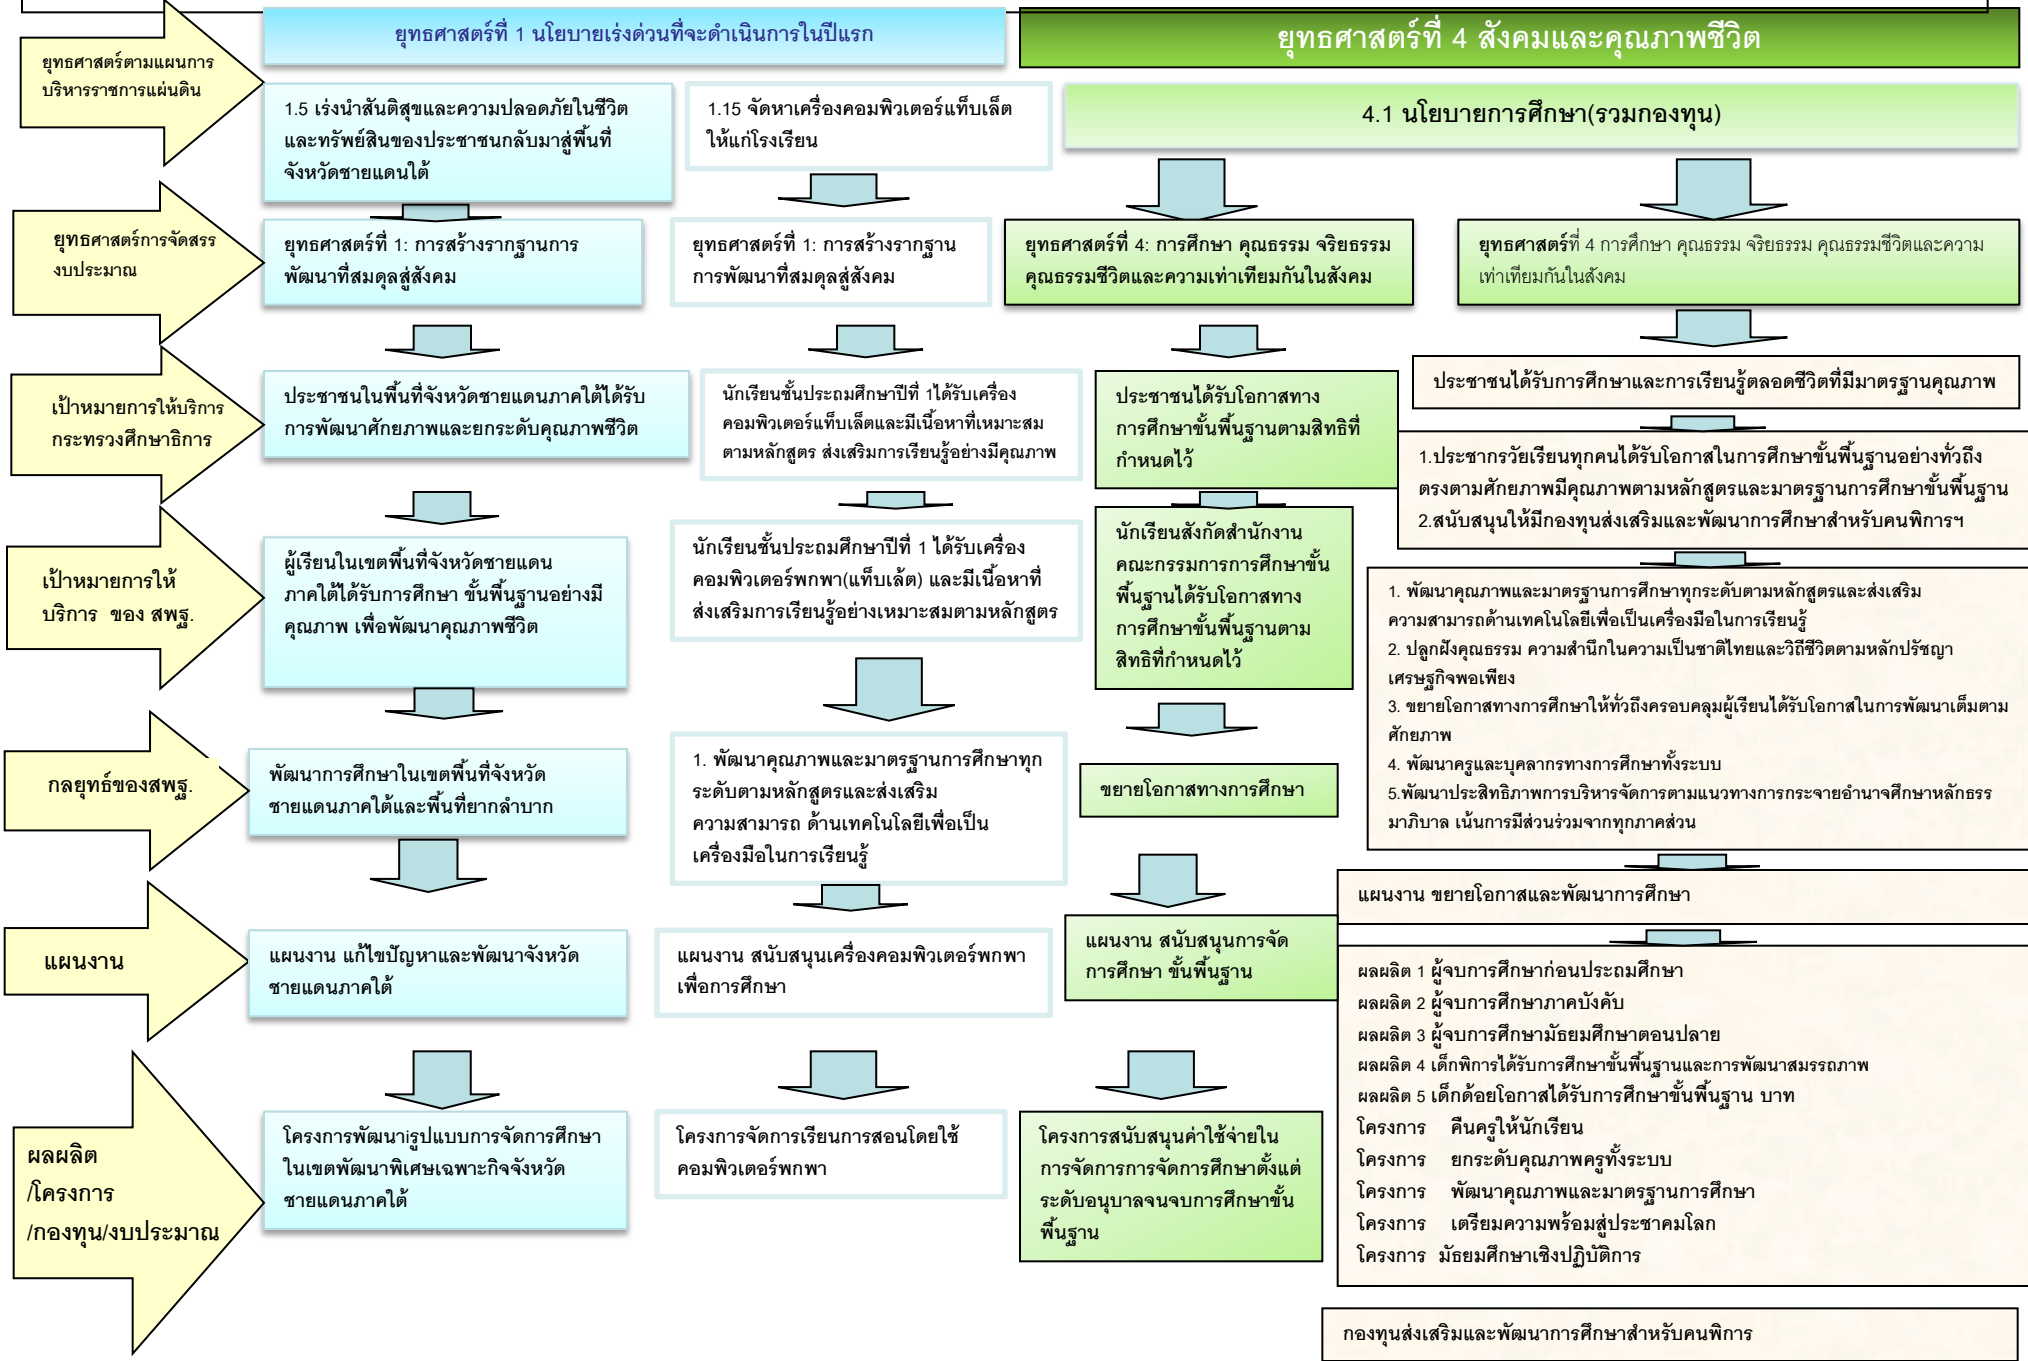 ยุทธศาสตร์ตามแผนการ
บริหารราชการแผ่นดิน
ยุทธศาสตร์ที่ 1 นโยบายเร่งด่วนที่จะดำเนินการในปีแรก
ยุทธศาสตร์ที่ 4 สังคมและคุณภาพชีวิต
1.5 เร่งนำสันติสุขและความปลอดภัยในชีวิต
และทรัพย์สินของประชาชนกลับมาสู่พื้นที่
จังหวัดชายแดนใต้
1.15 จัดหาเครื่องคอมพิวเตอร์แท็บเล็ต
ให้แก่โรงเรียน
4.1 นโยบายการศึกษา(รวมกองทุน)
ยุทธศาสตร์การจัดสรร
งบประมาณ
ยุทธศาสตร์ที่ 1: การสร้างรากฐานการ
พัฒนาที่สมดุลสู่สังคม
ยุทธศาสตร์ที่ 1: การสร้างรากฐาน
การพัฒนาที่สมดุลสู่สังคม
ยุทธศาสตร์ที่ 4: การศึกษา คุณธรรม จริยธรรม
คุณธรรมชีวิตและความเท่าเทียมกันในสังคม
ยุทธศาสตร์ที่ 4 การศึกษา คุณธรรม จริยธรรม คุณธรรมชีวิตและความ
เท่าเทียมกันในสังคม
เป้าหมายการให้บริการ
กระทรวงศึกษาธิการ
ประชาชนในพื้นที่จังหวัดชายแดนภาคใต้ได้รับ
การพัฒนาศักยภาพและยกระดับคุณภาพชีวิต
นักเรียนชั้นประถมศึกษาปีที่ 1ได้รับเครื่อง
คอมพิวเตอร์แท็บเล็ตและมีเนื้อหาที่เหมาะสม
ตามหลักสูตร ส่งเสริมการเรียนรู้อย่างมีคุณภาพ
ประชาชนได้รับโอกาสทาง
การศึกษาขั้นพื้นฐานตามสิทธิที่
กำหนดไว้
ประชาชนได้รับการศึกษาและการเรียนรู้ตลอดชีวิตที่มีมาตรฐานคุณภาพ
1.ประชากรวัยเรียนทุกคนได้รับโอกาสในการศึกษาขั้นพื้นฐานอย่างทั่วถึง
ตรงตามศักยภาพมีคุณภาพตามหลักสูตรและมาตรฐานการศึกษาขั้นพื้นฐาน
2.สนับสนุนให้มีกองทุนส่งเสริมและพัฒนาการศึกษาสำหรับคนพิการฯ
เป้าหมายการให้
บริการ ของ สพฐ.
ผู้เรียนในเขตพื้นที่จังหวัดชายแดน
ภาคใต้ได้รับการศึกษา ขั้นพื้นฐานอย่างมี
คุณภาพ เพื่อพัฒนาคุณภาพชีวิต
นักเรียนชั้นประถมศึกษาปีที่ 1 ได้รับเครื่อง
คอมพิวเตอร์พกพา(แท็บเล้ต) และมีเนื้อหาที่
ส่งเสริมการเรียนรู้อย่างเหมาะสมตามหลักสูตร
นักเรียนสังกัดสำนักงาน
คณะกรรมการการศึกษาขั้น
พื้นฐานได้รับโอกาสทาง
การศึกษาขั้นพื้นฐานตาม
สิทธิที่กำหนดไว้
1. พัฒนาคุณภาพและมาตรฐานการศึกษาทุกระดับตามหลักสูตรและส่งเสริม
ความสามารถด้านเทคโนโลยีเพื่อเป็นเครื่องมือในการเรียนรู้
2. ปลูกฝังคุณธรรม ความสำนึกในความเป็นชาติไทยและวิถีชีวิตตามหลักปรัชญา
เศรษฐกิจพอเพียง
3. ขยายโอกาสทางการศึกษาให้ทั่วถึงครอบคลุมผู้เรียนได้รับโอกาสในการพัฒนาเต็มตาม
ศักยภาพ
4. พัฒนาครูและบุคลากรทางการศึกษาทั้งระบบ
5.พัฒนาประสิทธิภาพการบริหารจัดการตามแนวทางการกระจายอำนาจศึกษาหลักธรร
มาภิบาล เน้นการมีส่วนร่วมจากทุกภาคส่วน
กลยุทธ์ของสพฐ.
พัฒนาการศึกษาในเขตพื้นที่จังหวัด
ชายแดนภาคใต้และพื้นที่ยากลำบาก
1. พัฒนาคุณภาพและมาตรฐานการศึกษาทุก
ระดับตามหลักสูตรและส่งเสริม
ความสามารถ ด้านเทคโนโลยีเพื่อเป็น
เครื่องมือในการเรียนรู้
ขยายโอกาสทางการศึกษา
แผนงาน
แผนงาน แก้ไขปัญหาและพัฒนาจังหวัด
ชายแดนภาคใต้
แผนงาน สนับสนุนเครื่องคอมพิวเตอร์พกพา
เพื่อการศึกษา
แผนงาน สนับสนุนการจัด
การศึกษา ขั้นพื้นฐาน
แผนงาน ขยายโอกาสและพัฒนาการศึกษา
ผลผลิต
/โครงการ
/กองทุน/งบประมาณ
โครงการพัฒนาiรูปแบบการจัดการศึกษา
ในเขตพัฒนาพิเศษเฉพาะกิจจังหวัด
ชายแดนภาคใต้
โครงการจัดการเรียนการสอนโดยใช้
คอมพิวเตอร์พกพา
โครงการสนับสนุนค่าใช้จ่ายใน
การจัดการการจัดการศึกษาตั้งแต่
ระดับอนุบาลจนจบการศึกษาขั้น
พื้นฐาน
ผลผลิต 1 ผู้จบการศึกษาก่อนประถมศึกษา
ผลผลิต 2 ผู้จบการศึกษาภาคบังคับ
ผลผลิต 3 ผู้จบการศึกษามัธยมศึกษาตอนปลาย
ผลผลิต 4 เด็กพิการได้รับการศึกษาขั้นพื้นฐานและการพัฒนาสมรรถภาพ
ผลผลิต 5 เด็กด้อยโอกาสได้รับการศึกษาขั้นพื้นฐาน บาท
โครงการ คืนครูให้นักเรียน
โครงการ ยกระดับคุณภาพครูทั้งระบบ
โครงการ พัฒนาคุณภาพและมาตรฐานการศึกษา
โครงการ เตรียมความพร้อมสู่ประชาคมโลก
โครงการ มัธยมศึกษาเชิงปฏิบัติการ
กองทุนส่งเสริมและพัฒนาการศึกษาสำหรับคนพิการ